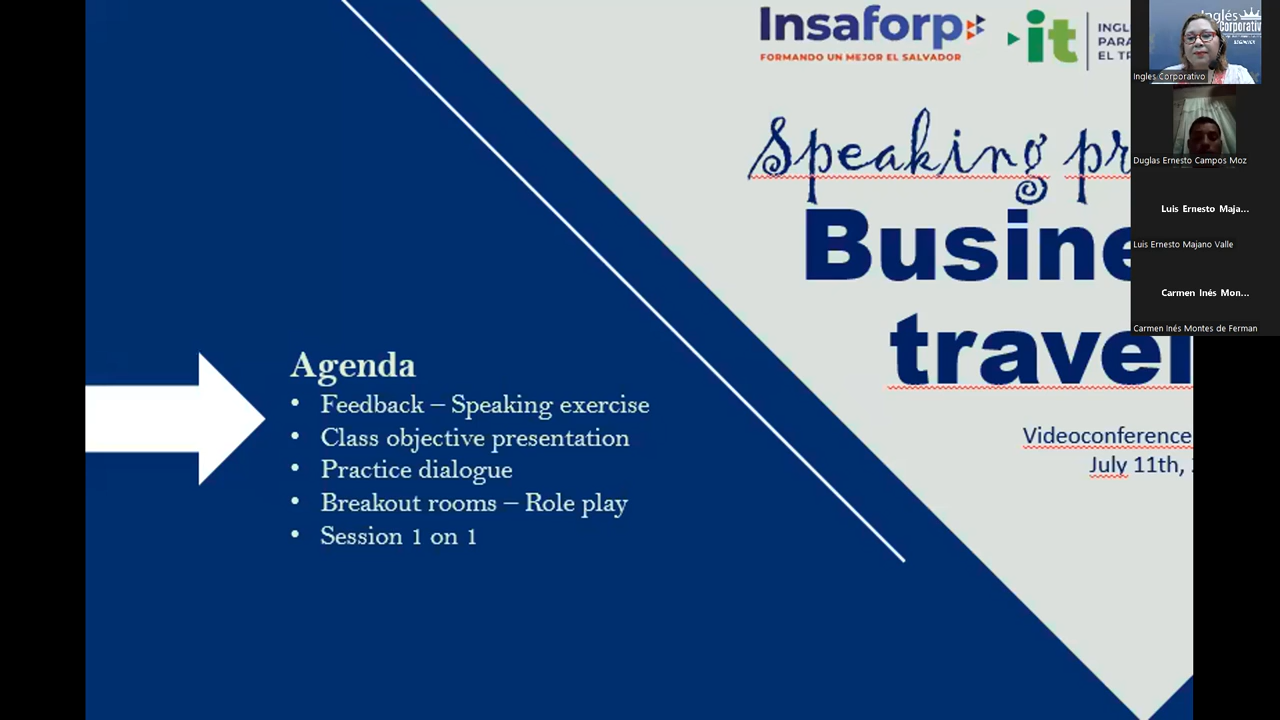 Insaforp
FORMANDO UN MEJOR EL SALVADOR
it
INGL
PARA
EL T
Speaking pr
Busine
travel
Videoconference
July 11th,
Agenda
• Feedback – Speaking exercise
• Class objective presentation
• Practice dialogue
• Breakout rooms – Role play
• Session 1 on 1
Inglés
Corporativo
Ingles Corporativo
Duglas Ernesto Campos Moz
Luis Ernesto Maja...
Luis Ernesto Majano Valle
Carmen Inés Mon...
Carmen Inés Montes de Ferman